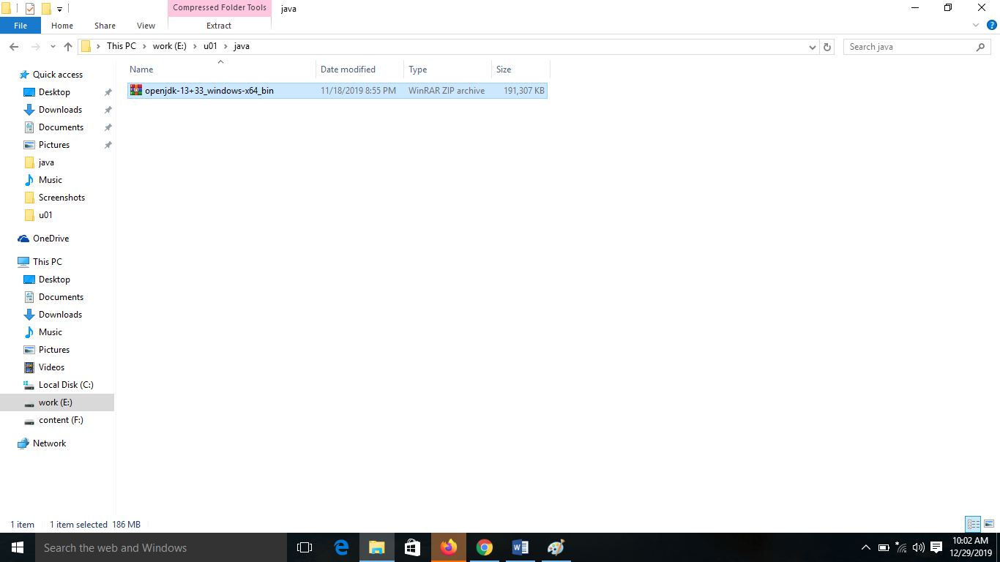 Compressed Folder Tools java
File Home Share View Extract
This PC work (E:) u01 java Search java
Name Date modified Type Size
openjdk-13+33_windows-x64_bin 11/18/2019 8:55 PM WinRAR ZIP archive 191,307 KB
Quick access
Desktop
Downloads
Documents
Pictures
java
Music
Screenshots
u01
OneDrive
This PC
Desktop
Documents
Downloads
Music
Pictures
Videos
Local Disk (C:)
work (E:)
content (F:)
Network
1 item 1 item selected 186 MB
Search the web and Windows
10:02 AM
12/29/2019